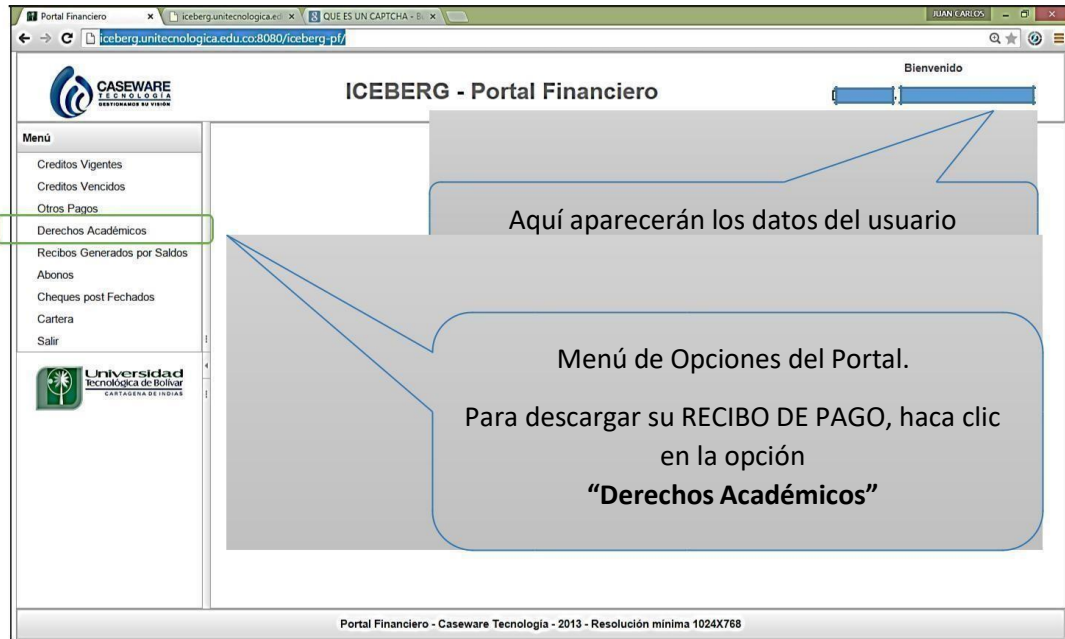 Portal Financiero
iceberg.unitecnologica.ed
QUE ES UN CAPTCHA - B
JUAN CARLOS
iceberg.unitecnologica.edu.co:8080/iceberg-pf/
CASEWARE
TECNOLOGÍA
GESTIONAMOS SU VISIÓN
ICEBERG - Portal Financiero
Bienvenido
Menú
Creditos Vigentes
Creditos Vencidos
Otros Pagos
Derechos Académicos
Recibos Generados por Saldos
Abonos
Cheques post Fechados
Cartera
Salir
Universidad
Tecnológica de Bolívar
CARTAGENA DE INDIAS
Aquí aparecerán los datos del usuario
Menú de Opciones del Portal.
Para descargar su RECIBO DE PAGO, haca clic
en la opción
“Derechos Académicos”
Portal Financiero - Caseware Tecnología - 2013 - Resolución mínima 1024X768